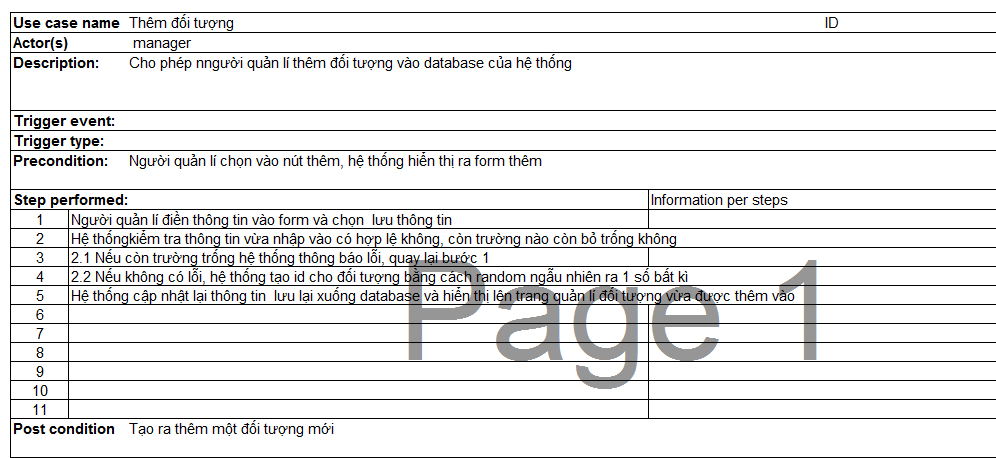 Use case name Thêm đối tượng ID
Actor(s) manager
Description: Cho phép nngười quản lí thêm đối tượng vào database của hệ thống
Trigger event:
Trigger type:
Precondition: Người quản lí chọn vào nút thêm, hệ thống hiển thị ra form thêm
Step performed: Information per steps
1 Người quản lí điền thông tin vào form và chọn lưu thông tin
2 Hệ thốngkiểm tra thông tin vừa nhập vào có hợp lệ không, còn trường nào còn bỏ trống không
3 2.1 Nếu còn trường trống hệ thống thông báo lỗi, quay lại bước 1
4 2.2 Nếu không có lỗi, hệ thống tạo id cho đối tượng bằng cách random ngẫu nhiên ra 1 số bất kì
5 Hệ thống cập nhật lại thông tin lưu lại xuống database và hiển thị lên trang quản lí đối tượng vừa được thêm vào
6
7
8
9
10
11
Page 1
Post condition Tạo ra thêm một đối tượng mới